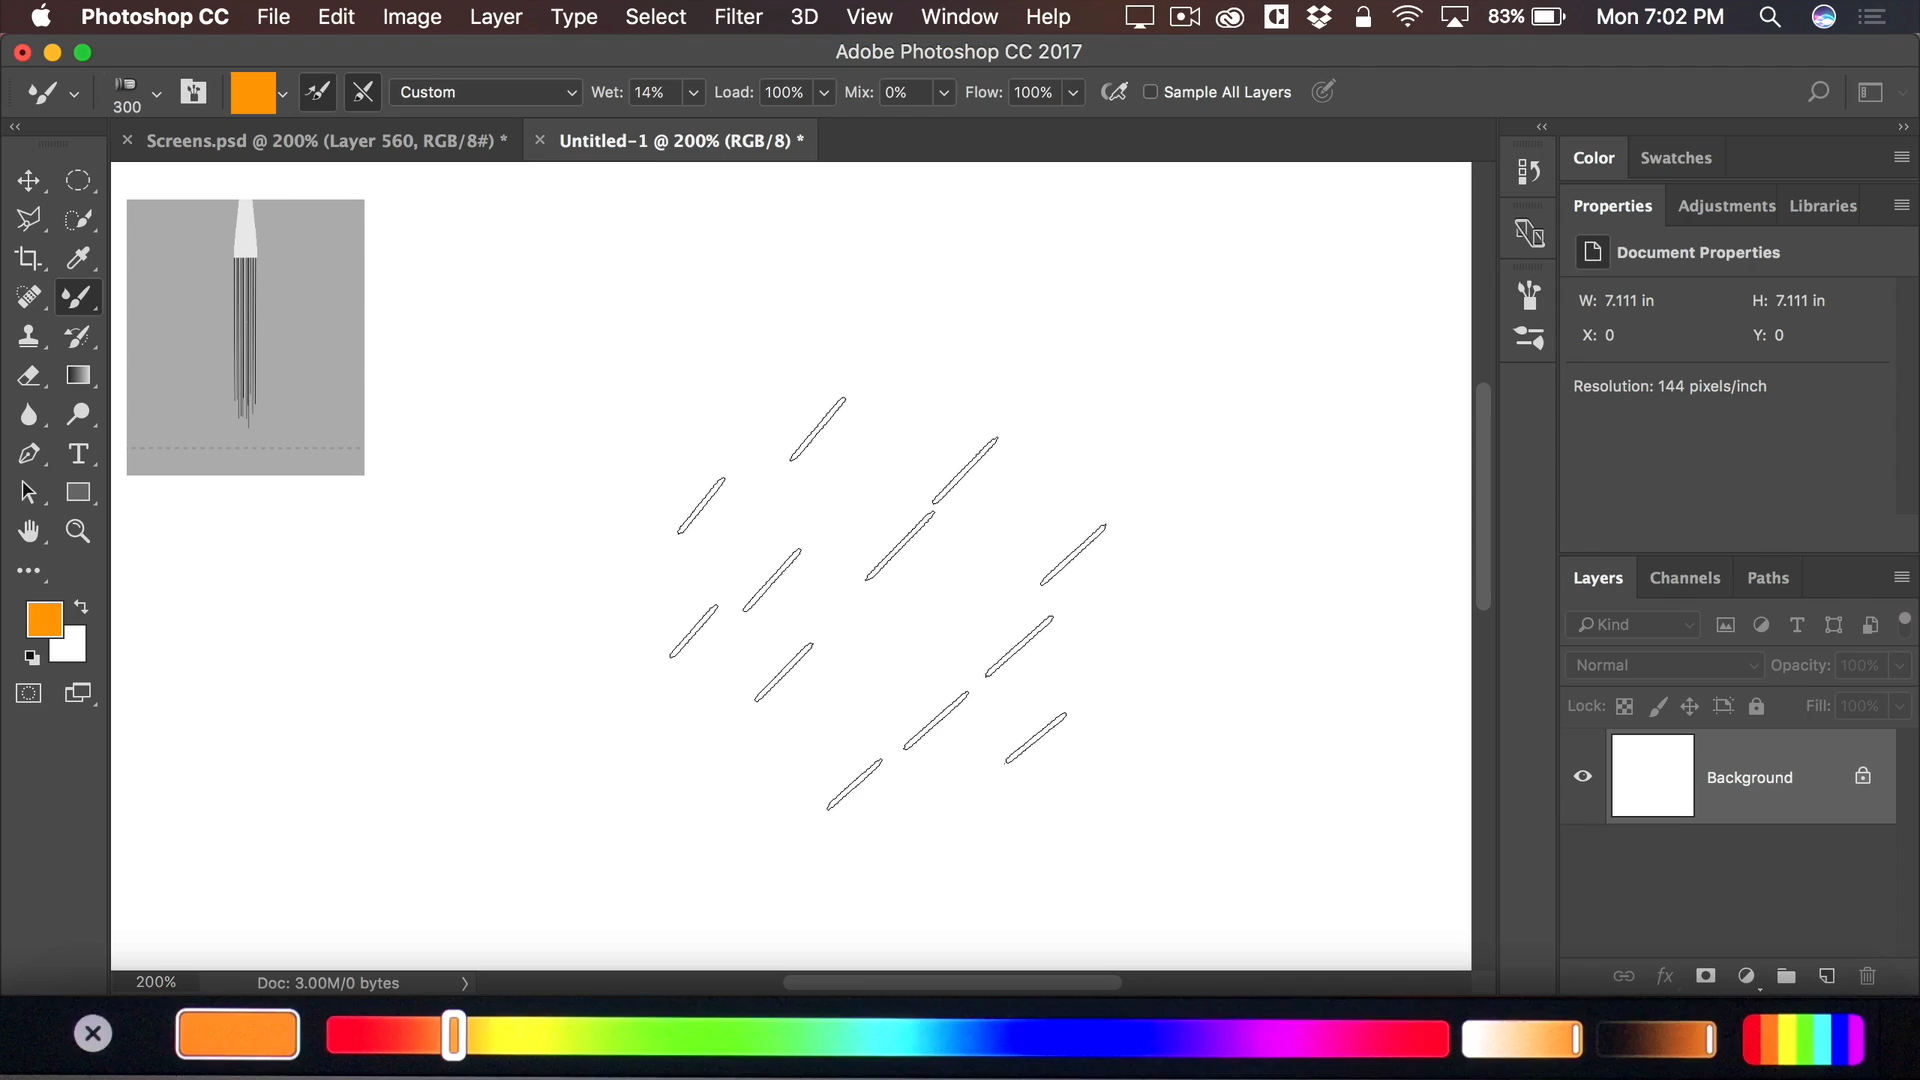 Photoshop CC File Edit Image Layer Type Select Filter 3D View Window Help 83% Mon 7:02 PM
Adobe Photoshop CC 2017
300 Custom Wet: 14% Load: 100% Mix: 0% Flow: 100% Sample All Layers
Screens.psd @ 200% (Layer 560, RGB/8#) * Untitled-1 @ 200% (RGB/8) *
Color Swatches
Properties Adjustments Libraries
Document Properties
W: 7.111 in H: 7.111 in
X: 0 Y: 0
Resolution: 144 pixels/inch
Layers Channels Paths
Kind
Normal Opacity: 100%
Lock: Fill: 100%
Background
200% Doc: 3.00M/0 bytes
fx